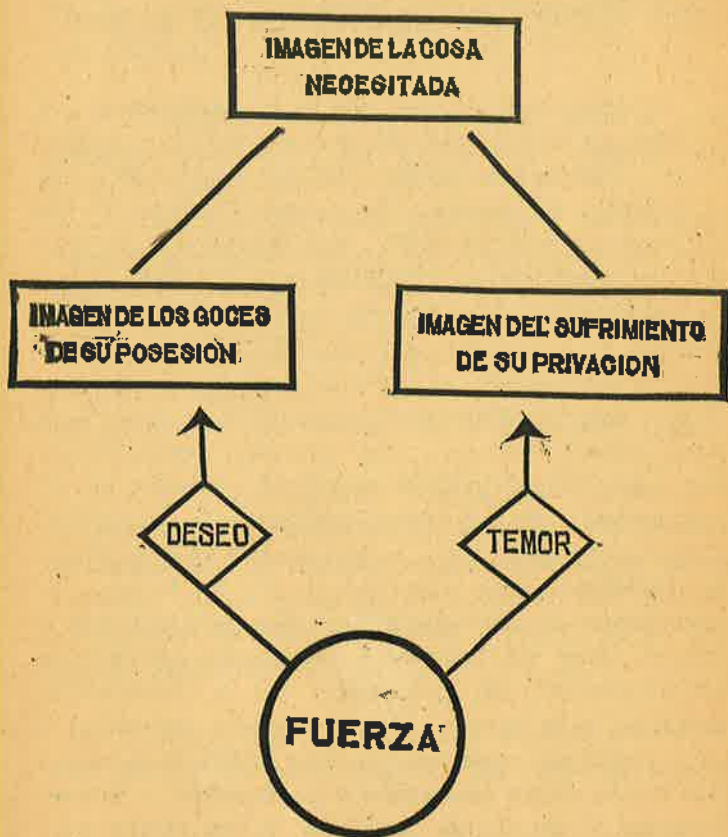 IMAGEN DE LA COSA
NECESITADA
IMAGEN DE LOS GOCES
DE SU POSESIÓN
IMAGEN DEL SUFRIMIENTO
DE SU PRIVACION
DESEO
TEMOR
FUERZA